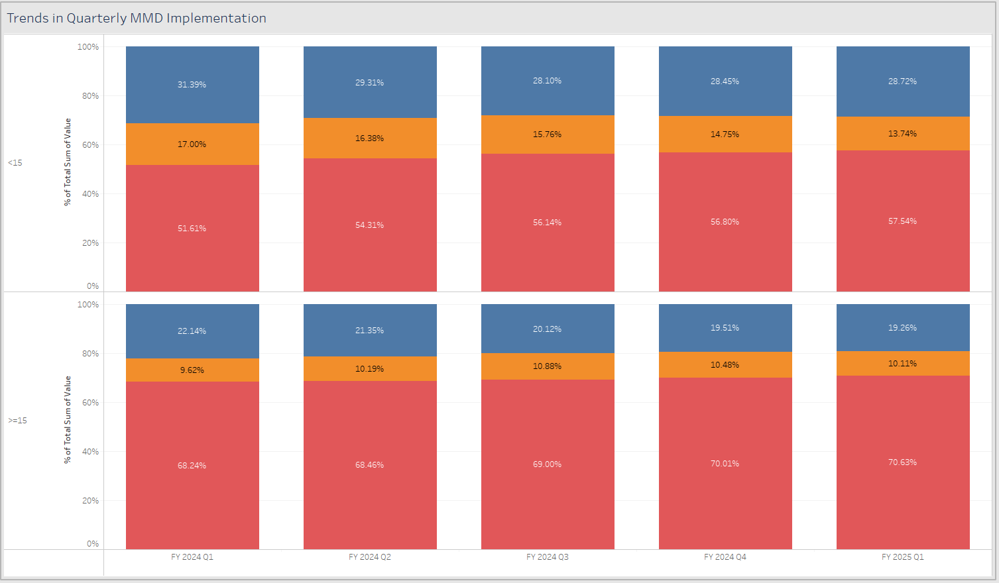 Trends in Quarterly MMD Implementation
<15
% of Total Sum of Value
100%
80%
60%
40%
20%
0%
31.39% 29.31% 28.10% 28.45% 28.72%
17.00% 16.38% 15.76% 14.75% 13.74%
51.61% 54.31% 56.14% 56.80% 57.54%
>=15
% of Total Sum of Value
100%
80%
60%
40%
20%
0%
22.14% 21.35% 20.12% 19.51% 19.26%
9.62% 10.19% 10.88% 10.48% 10.11%
68.24% 68.46% 69.00% 70.01% 70.63%
FY 2024 Q1 FY 2024 Q2 FY 2024 Q3 FY 2024 Q4 FY 2025 Q1